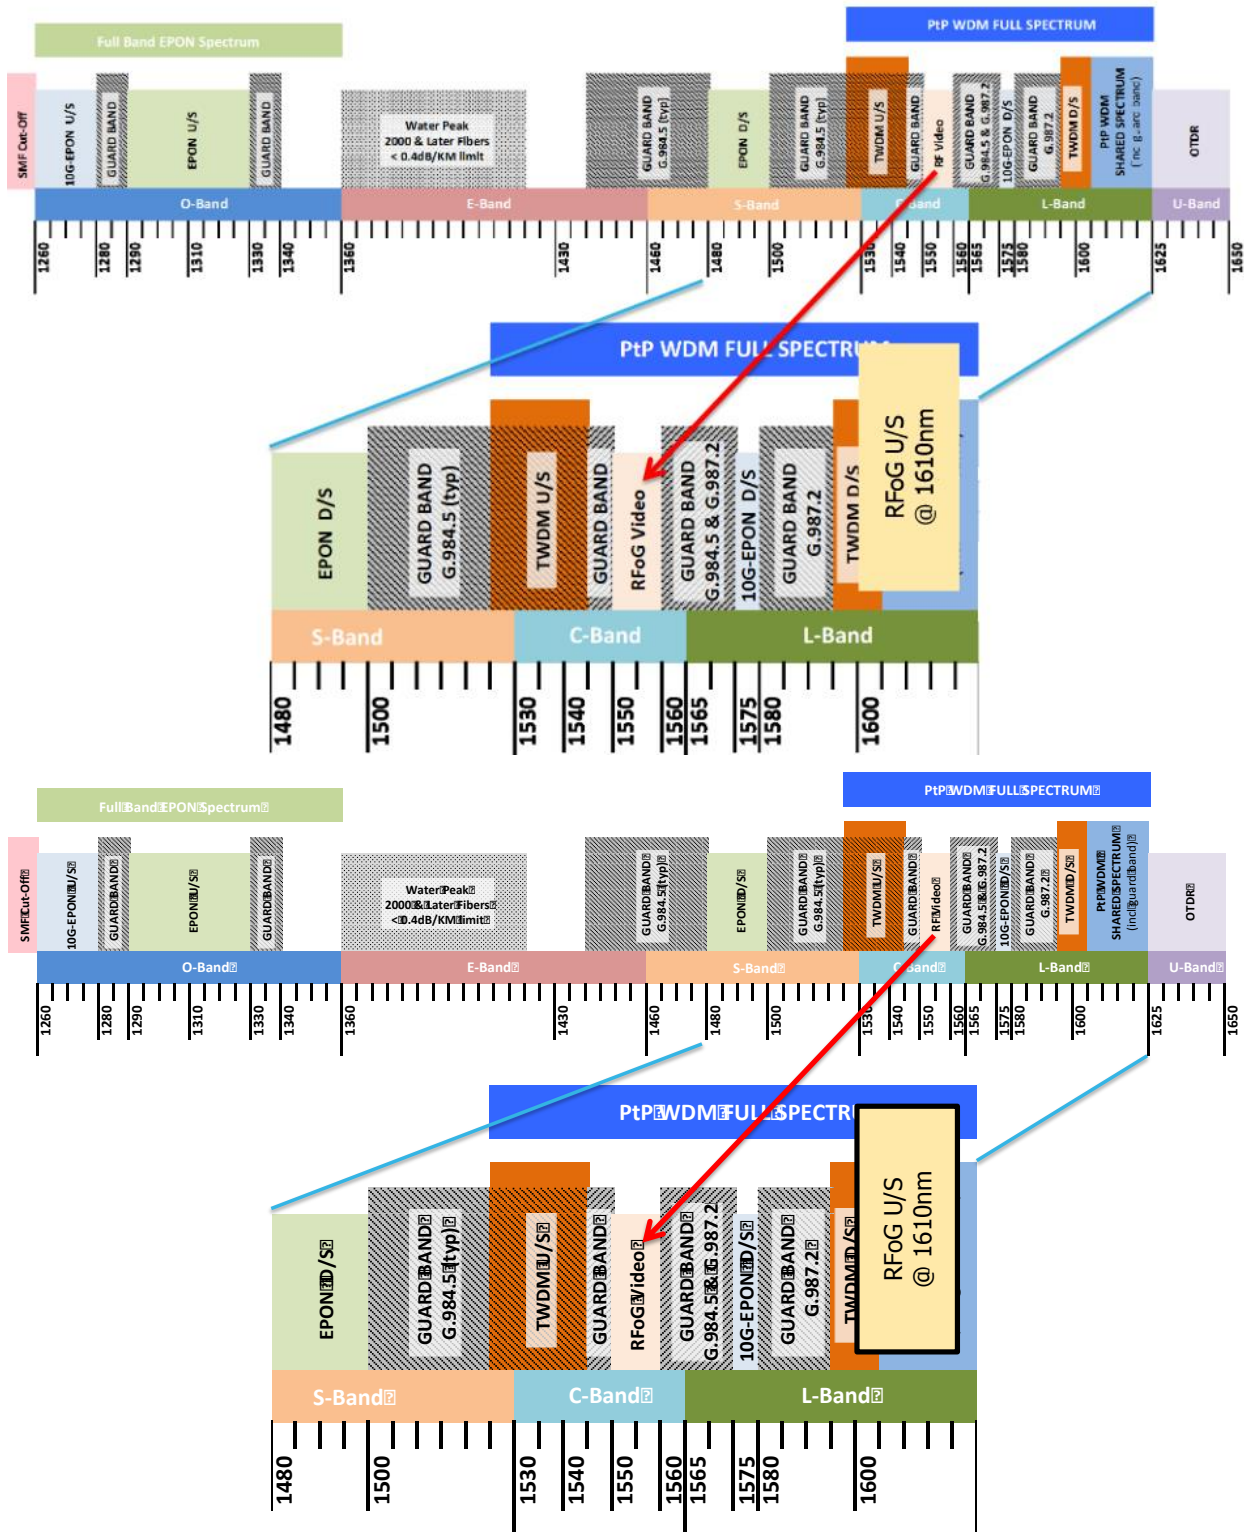 Full Band EPON Spectrum
PtP WDM FULL SPECTRUM
SMF Cut-Off
10G-EPON U/S
GUARD BAND
EPON U/S
GUARD BAND
Water Peak
2000 & Later Fibers
< 0.4dB/KM limit
GUARD BAND
G.984.5 (typ)
EPON D/S
GUARD BAND
G.984.5 (typ)
TWDM U/S
GUARD BAND
RF Video
GUARD BAND
G.984.5 & G.987.2
10G-EPON D/S
GUARD BAND
G.987.2
TWDM D/S
PtP WDM
SHARED SPECTRUM
OTDR
O-Band
E-Band
S-Band
Band
L-Band
U-Band
1260
1280
1290
1310
1330
1340
1360
1430
1460
1480
1500
1530
1540
1550
1560
1565
1575
1580
1600
1625
1650
PtP WDM FULL SPECTRUM
EPON D/S
GUARD BAND
G.984.5 (typ)
TWDM U/S
GUARD BAND
RFoG Video
GUARD BAND
G.984.5 & G.987.2
10G-EPON D/S
GUARD BAND
G.987.2
TWDM D/S
RFoG U/S
@ 1610nm
S-Band
C-Band
L-Band
1480
1500
1530
1540
1550
1560
1565
1575
1580
1600
Full Band EPON Spectrum
PtP WDM FULL SPECTRUM
SMF Cut-Off
10G-EPON U/S
GUARD BAND
EPON U/S
GUARD BAND
Water Peak
2000 & Later Fibers
< 0.4dB/KM limit
GUARD BAND
G.984.5 (typ)
EPON D/S
GUARD BAND
G.984.5 (typ)
TWDM U/S
GUARD BAND
RF Video
GUARD BAND
G.984.5 & G.987.2
10G-EPON D/S
GUARD BAND
G.987.2
TWDM D/S
PtP WDM
SHARED SPECTRUM
(incl guard band)
OTDR
O-Band
E-Band
S-Band
C-Band
L-Band
U-Band
1260
1280
1290
1310
1330
1340
1360
1430
1460
1480
1500
1530
1540
1550
1560
1565
1575
1580
1600
1625
1650
PtP WDM FULL SPECTRU
EPON D/S
GUARD BAND
G.984.5 (typ)
TWDM U/S
GUARD BAND
RFoG Video
GUARD BAND
G.984.5 & G.987.2
10G-EPON D/S
GUARD BAND
G.987.2
TWDM D/S
RFoG U/S
@ 1610nm
S-Band
C-Band
L-Band
1480
1500
1530
1540
1550
1560
1565
1575
1580
1600